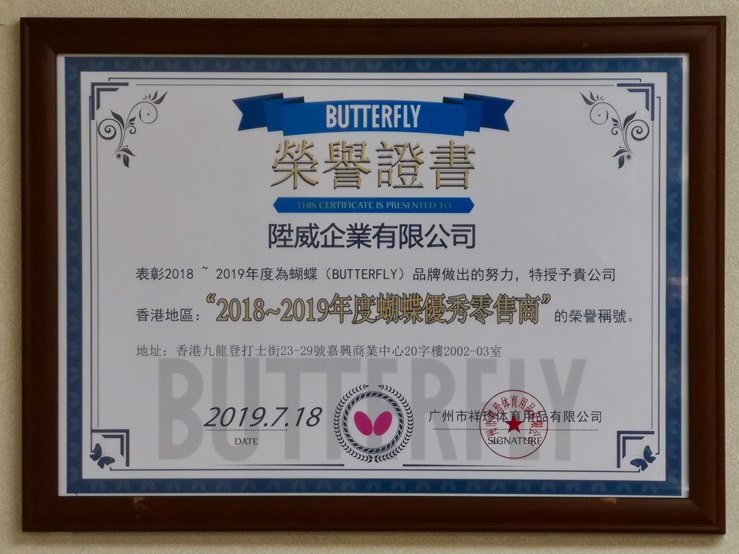 BUTTERFLY
榮譽證書
THIS CERTIFICATE IS PRESENTED TO
陞威企業有限公司
表彰2018 ~ 2019年度為蝴蝶（BUTTERFLY）品牌做出的努力，特授予貴公司
香港地區：“2018~2019年度蝴蝶優秀零售商”的榮譽稱號。
地址：香港九龍登打士街23-29號嘉興商業中心20字樓2002-03室
BUTTERFLY
2019.7.18
DATE
广州市祥珍体育用品有限公司
SIGNATURE